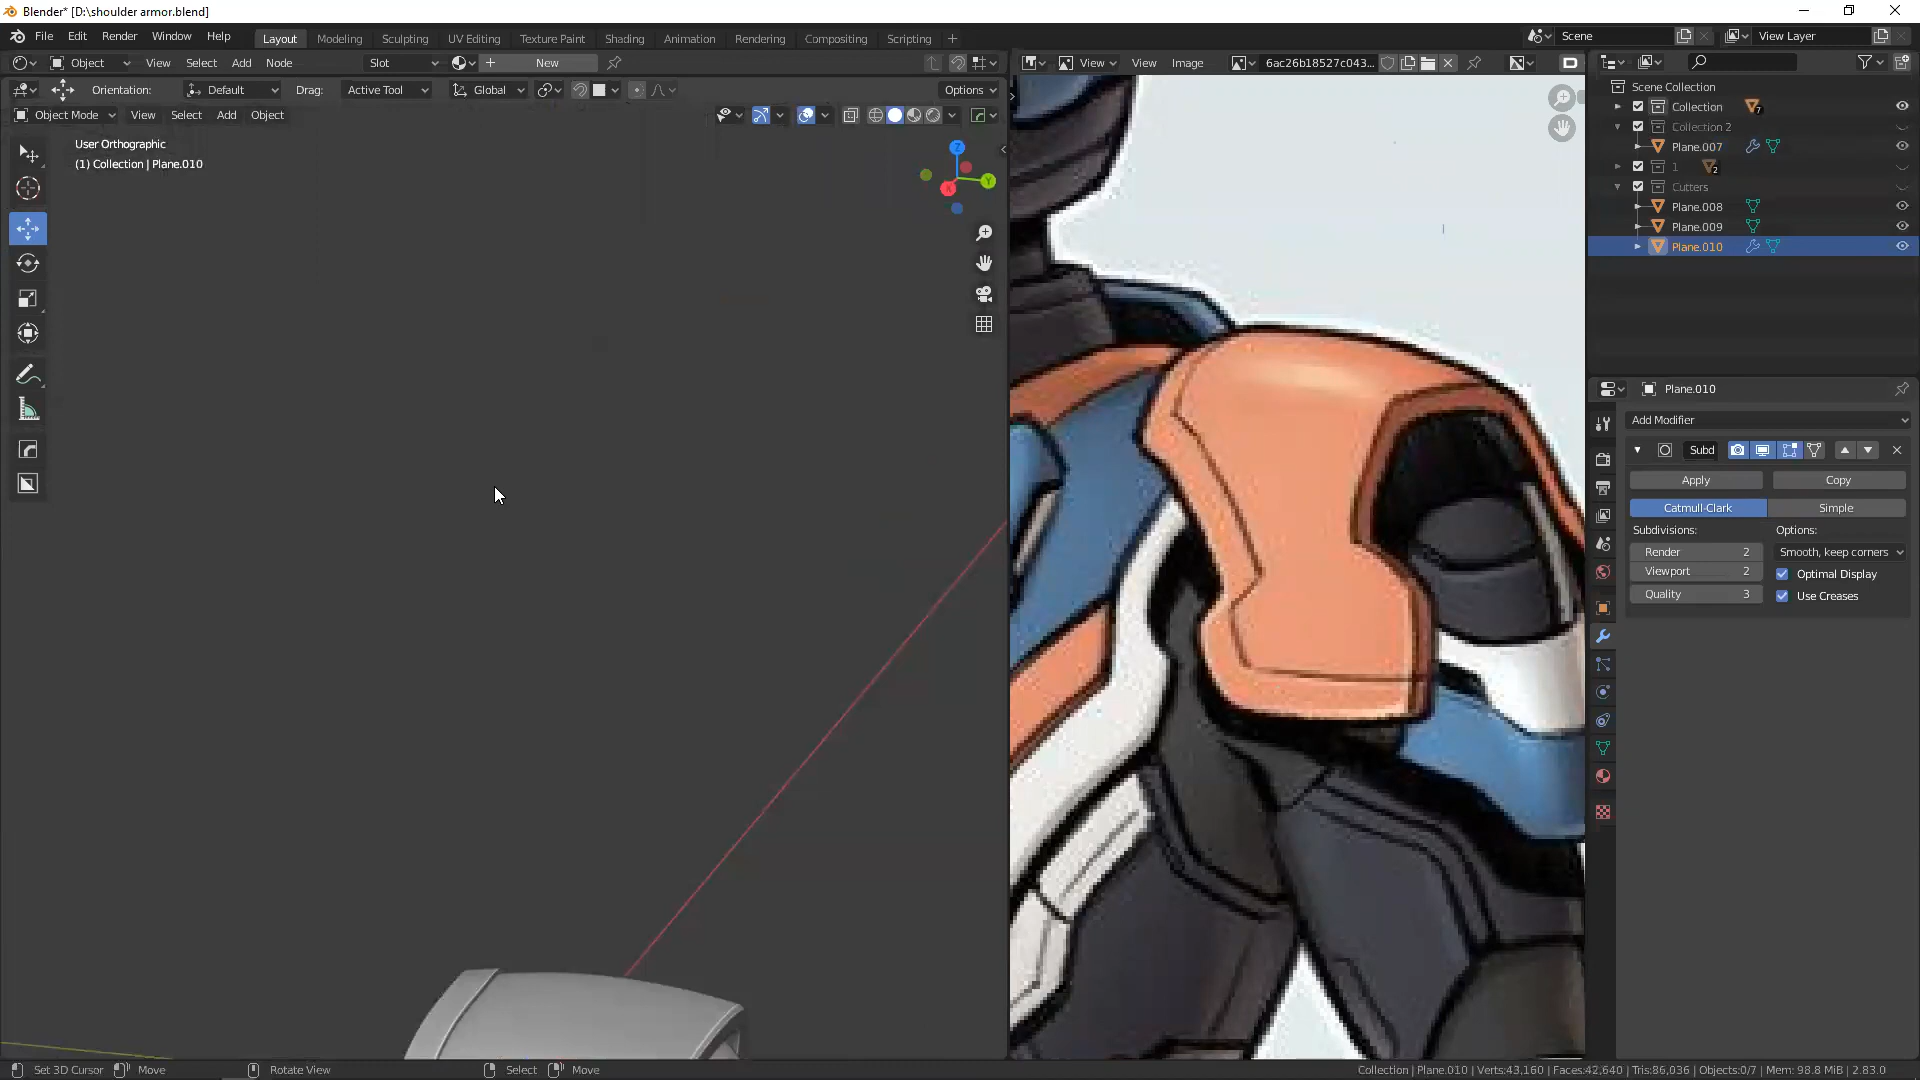 Blender* [D:\shoulder armor.blend]
File Edit Render Window Help
Layout Modeling Sculpting UV Editing Texture Paint Shading Animation Rendering Compositing Scripting
Scene
View Layer
Object View Select Add Node Slot New
View View Image 6ac26b18527c043...
Orientation: Default Drag: Active Tool Global Options
Object Mode View Select Add Object
User Orthographic
(1) Collection | Plane.010
Z
Y
X
Scene Collection
Collection 7
Collection 2
Plane.007
1 2
Cutters
Plane.008
Plane.009
Plane.010
Plane.010
Add Modifier
Subd
Apply Copy
Catmull-Clark Simple
Subdivisions: Options:
Render 2 Smooth, keep corners
Viewport 2 Optimal Display
Quality 3 Use Creases
Set 3D Cursor Move Rotate View Select Move
Collection | Plane.010 | Verts:43,160 | Faces:42,640 | Tris:86,036 | Objects:0/7 | Mem: 98.8 MiB | 2.83.0